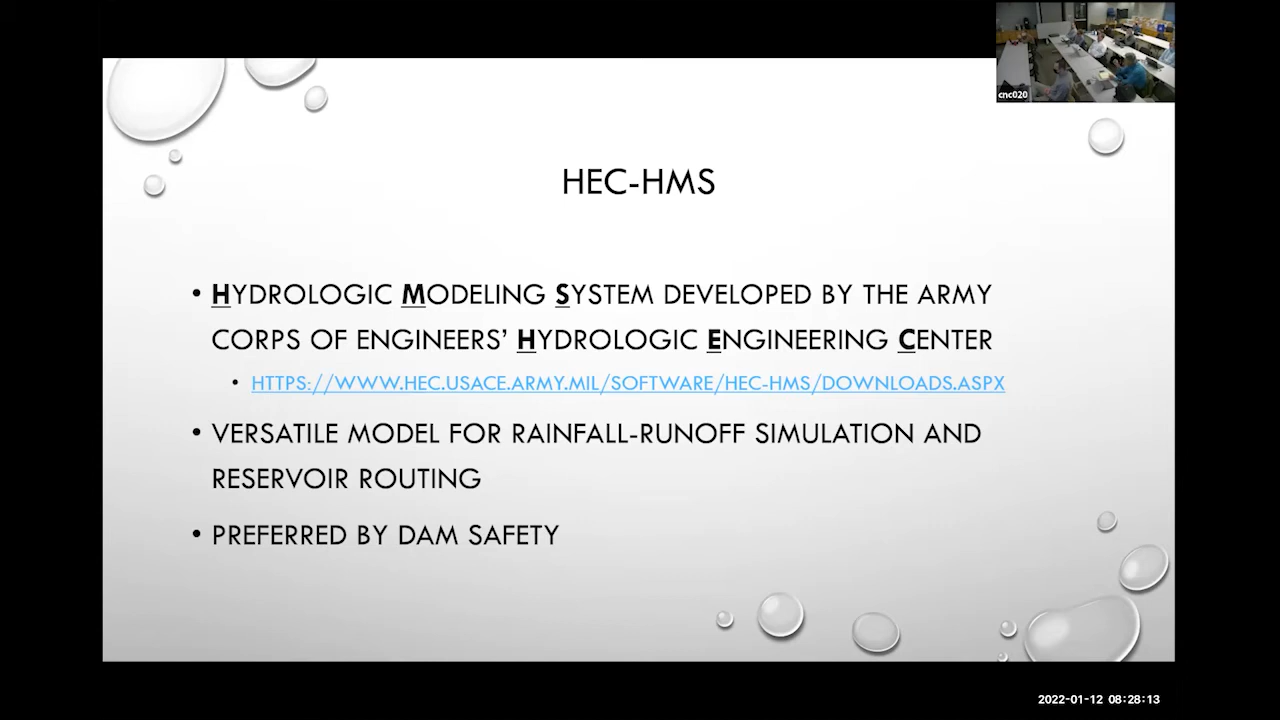 cnc020
HEC-HMS
• HYDROLOGIC MODELING SYSTEM DEVELOPED BY THE ARMY
CORPS OF ENGINEERS’ HYDROLOGIC ENGINEERING CENTER
• HTTPS://WWW.HEC.USACE.ARMY.MIL/SOFTWARE/HEC-HMS/DOWNLOADS.ASPX
• VERSATILE MODEL FOR RAINFALL-RUNOFF SIMULATION AND
RESERVOIR ROUTING
• PREFERRED BY DAM SAFETY
2022-01-12 08:28:13